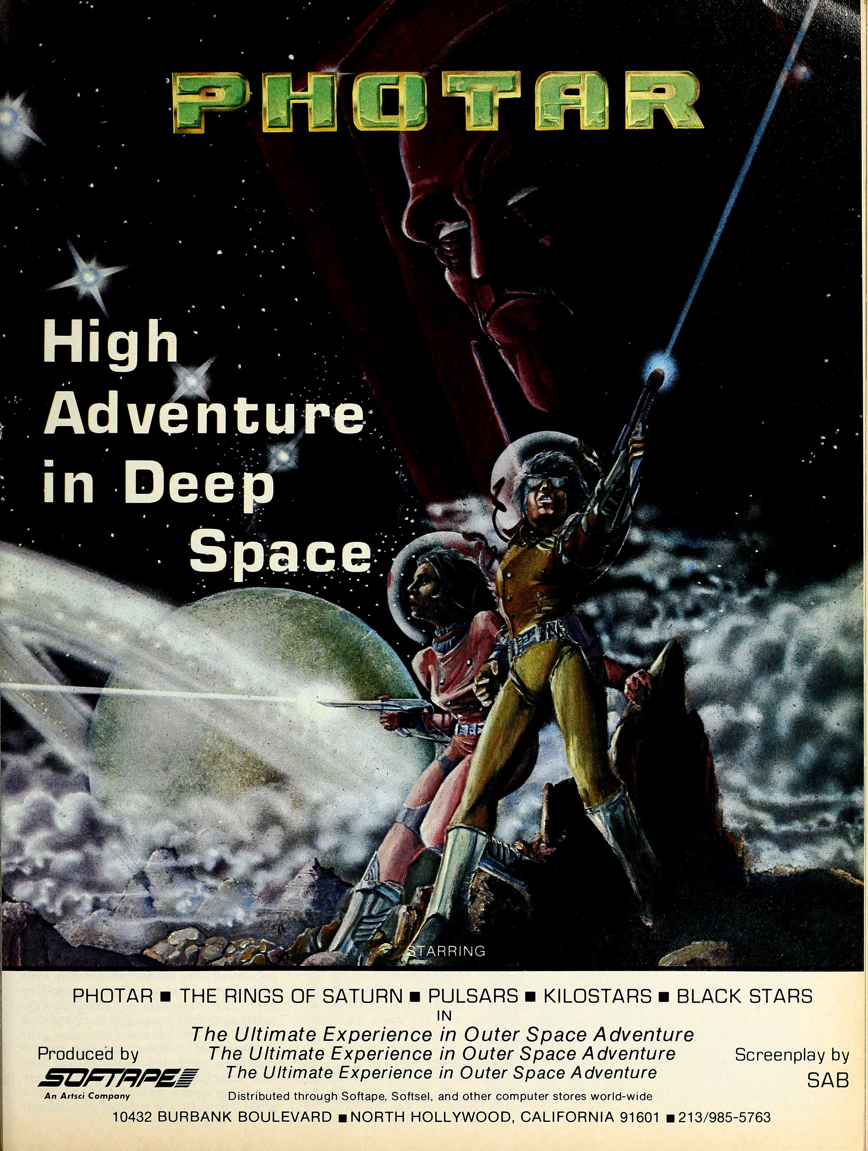 PHOTAR
High
Adventure
in Deep
Space
STARRING
PHOTAR ■ THE RINGS OF SATURN ■ PULSARS ■ KILOSTARS ■ BLACK STARS
IN
The Ultimate Experience in Outer Space Adventure
The Ultimate Experience in Outer Space Adventure
The Ultimate Experience in Outer Space Adventure
Produced by
SOFTAPE
An Artsci Company
Screenplay by
SAB
Distributed through Softape, Softsel, and other computer stores world-wide
10432 BURBANK BOULEVARD ■ NORTH HOLLYWOOD, CALIFORNIA 91601 ■ 213/985-5763